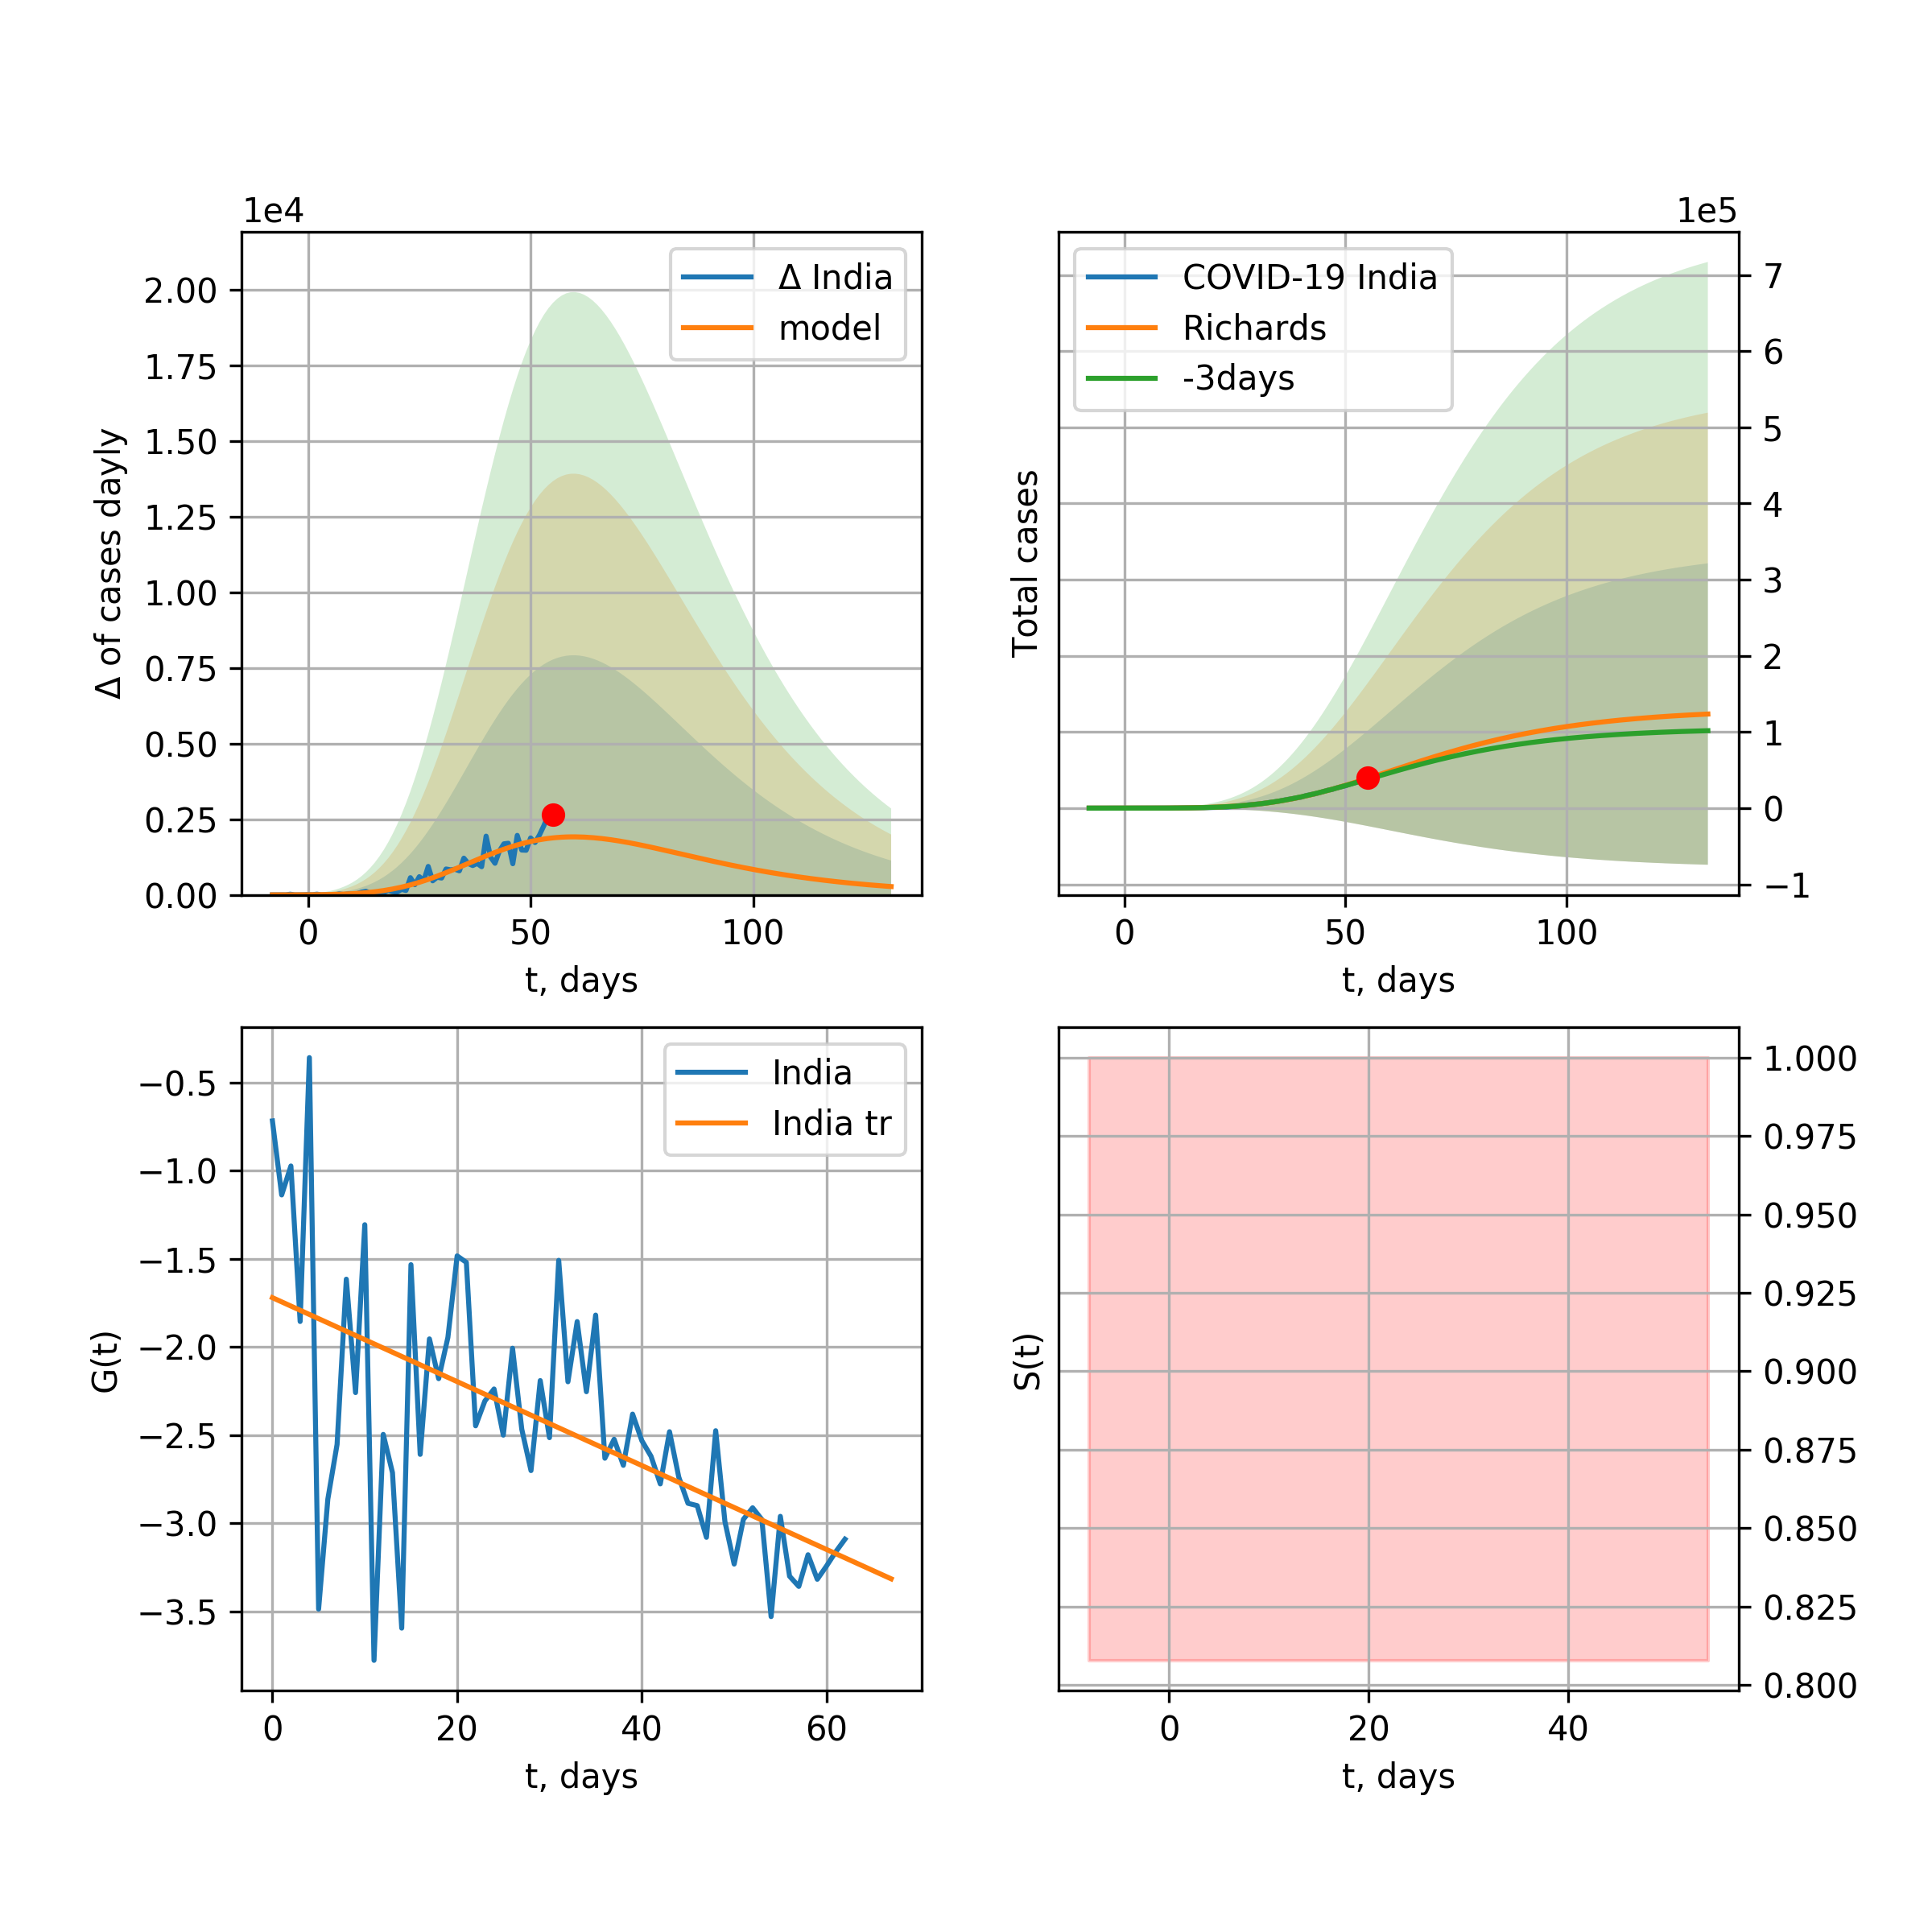 1e4
Δ of cases dayly
2.00
1.75
1.50
1.25
1.00
0.75
0.50
0.25
0.00
0 50 100
t, days
Δ India
model
1e5
Total cases
7
6
5
4
3
2
1
0
−1
0 50 100
t, days
COVID-19 India
Richards
-3days
G(t)
−0.5
−1.0
−1.5
−2.0
−2.5
−3.0
−3.5
0 20 40 60
t, days
India
India tr
S(t)
1.000
0.975
0.950
0.925
0.900
0.875
0.850
0.825
0.800
0 20 40
t, days